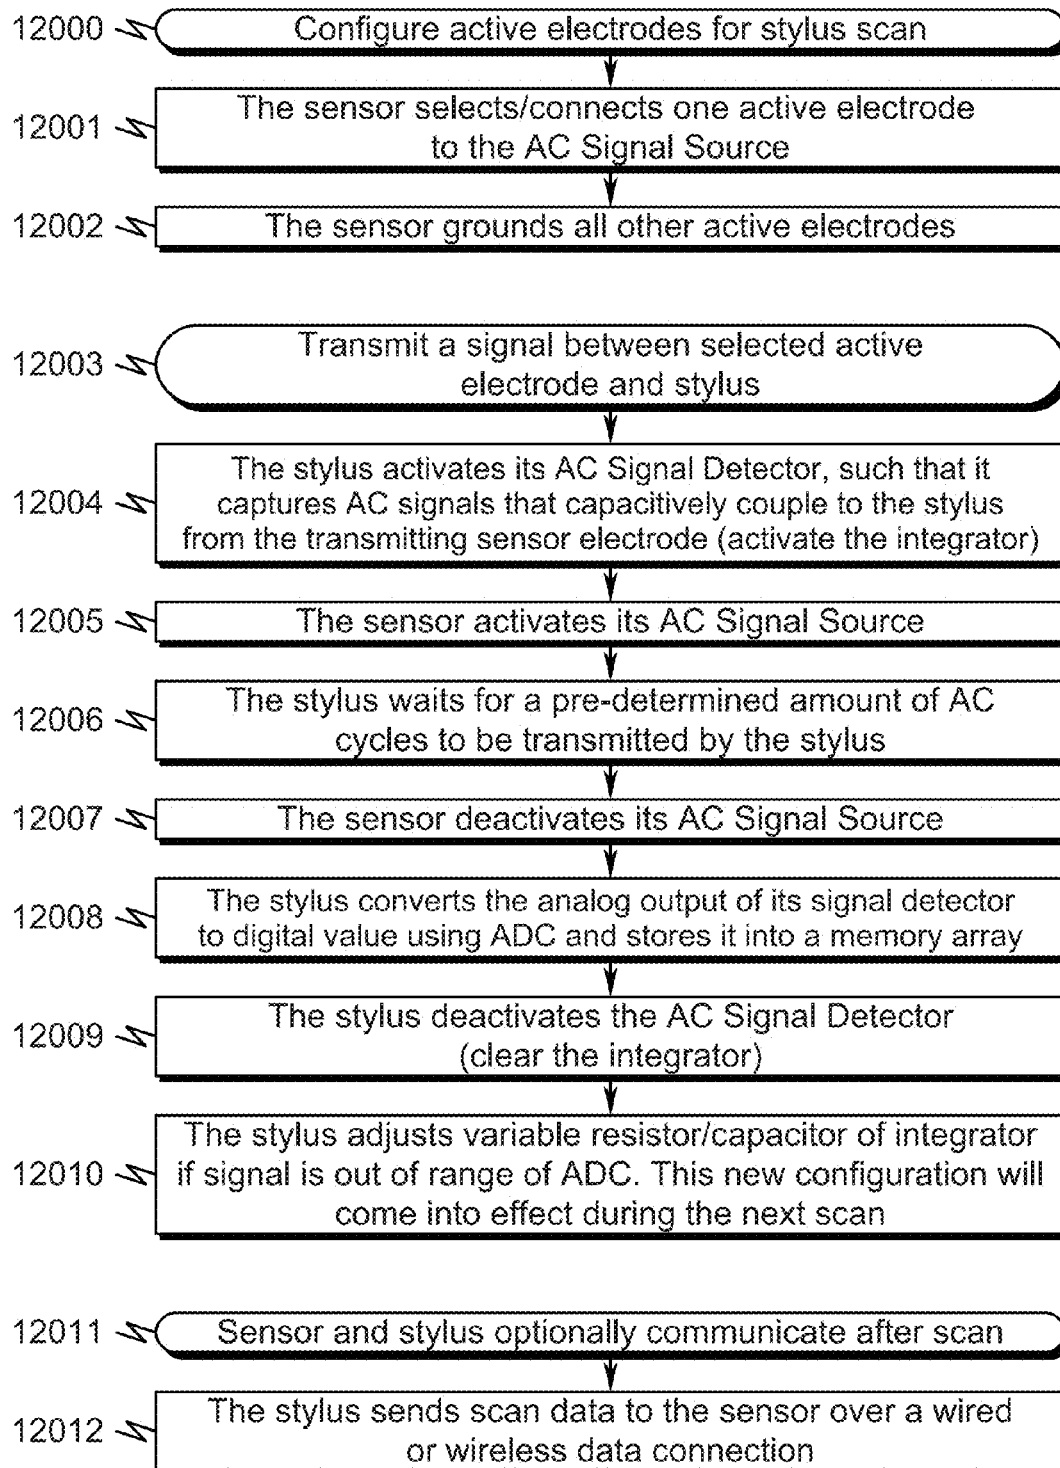 12000
Configure active electrodes for stylus scan
12001
The sensor selects/connects one active electrode
to the AC Signal Source
12002
The sensor grounds all other active electrodes
12003
Transmit a signal between selected active
electrode and stylus
12004
The stylus activates its AC Signal Detector, such that it
captures AC signals that capacitively couple to the stylus
from the transmitting sensor electrode (activate the integrator)
12005
The sensor activates its AC Signal Source
12006
The stylus waits for a pre-determined amount of AC
cycles to be transmitted by the stylus
12007
The sensor deactivates its AC Signal Source
12008
The stylus converts the analog output of its signal detector
to digital value using ADC and stores it into a memory array
12009
The stylus deactivates the AC Signal Detector
(clear the integrator)
12010
The stylus adjusts variable resistor/capacitor of integrator
if signal is out of range of ADC. This new configuration will
come into effect during the next scan
12011
Sensor and stylus optionally communicate after scan
12012
The stylus sends scan data to the sensor over a wired
or wireless data connection